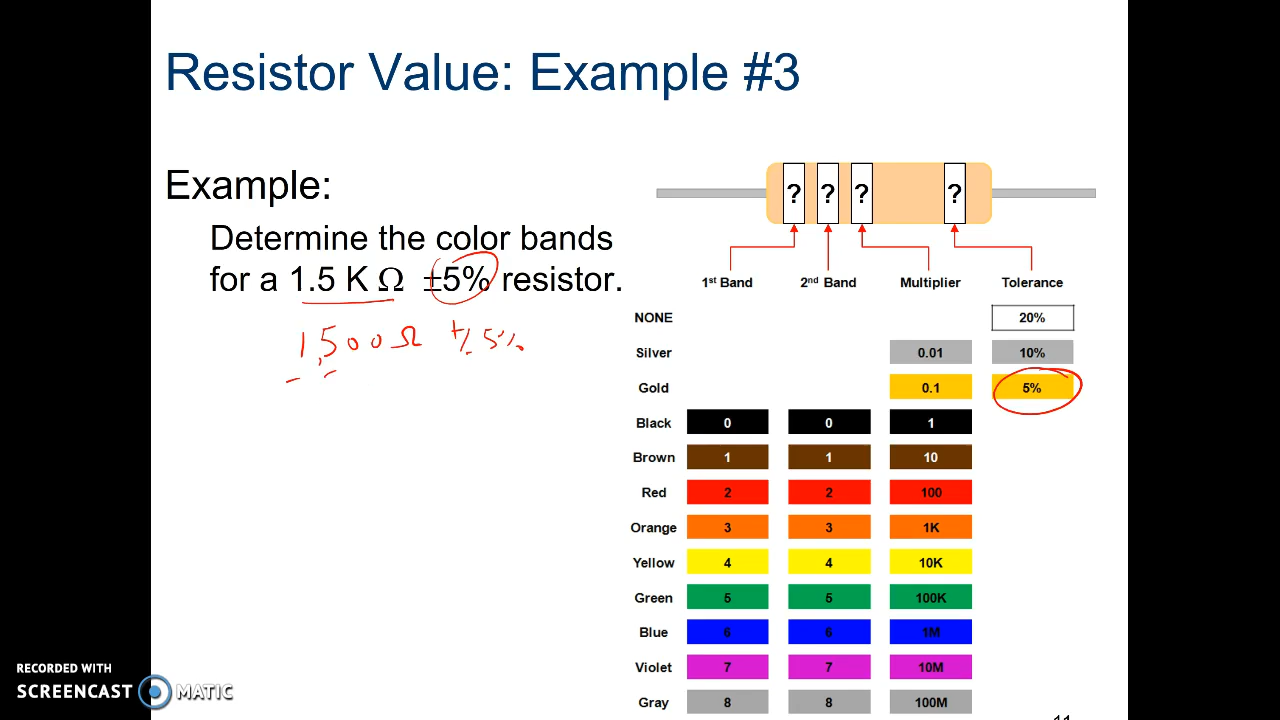 Resistor Value: Example #3
Example:
Determine the color bands
for a 1.5 K Ω ±5% resistor.
1,500Ω +/- 5%
? ? ? ?
1st Band 2nd Band Multiplier Tolerance
NONE 20%
Silver 0.01 10%
Gold 0.1 5%
Black 0 0 1
Brown 1 1 10
Red 2 2 100
Orange 3 3 1K
Yellow 4 4 10K
Green 5 5 100K
Blue 6 6 1M
Violet 7 7 10M
Gray 8 8 100M
RECORDED WITH
SCREENCAST MATIC